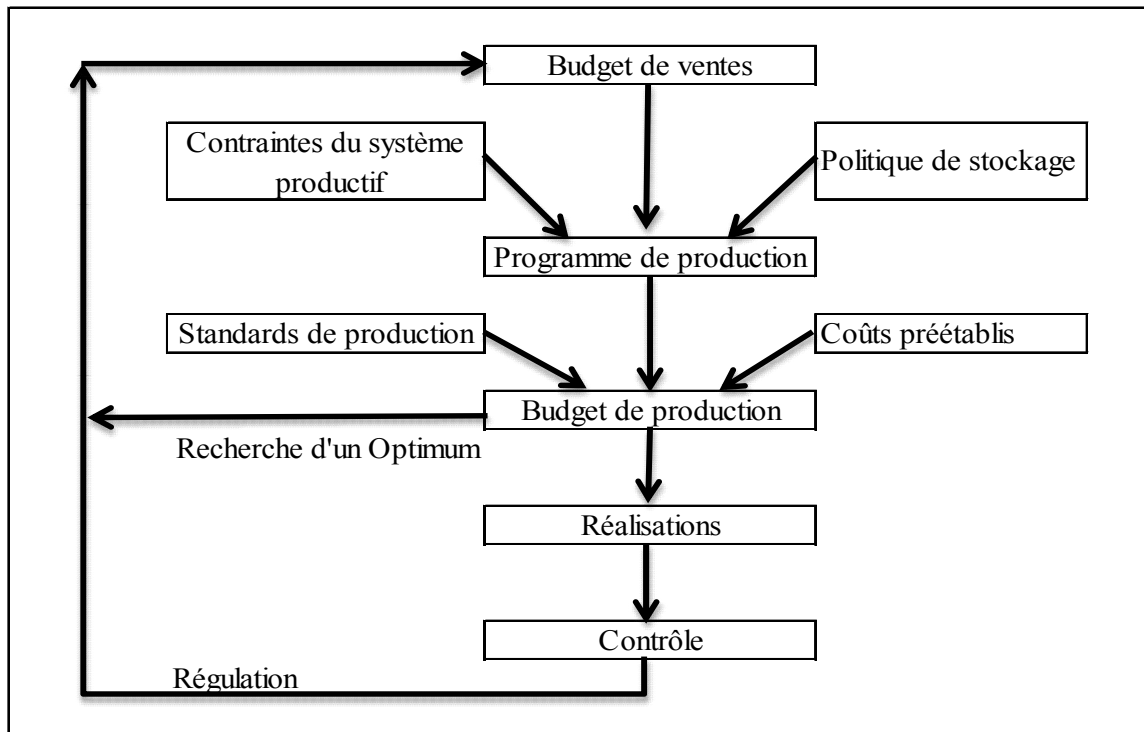 Budget de ventes
Contraintes du système
productif
Politique de stockage
Programme de production
Standards de production
Coûts préétablis
Budget de production
Recherche d'un Optimum
Réalisations
Contrôle
Régulation